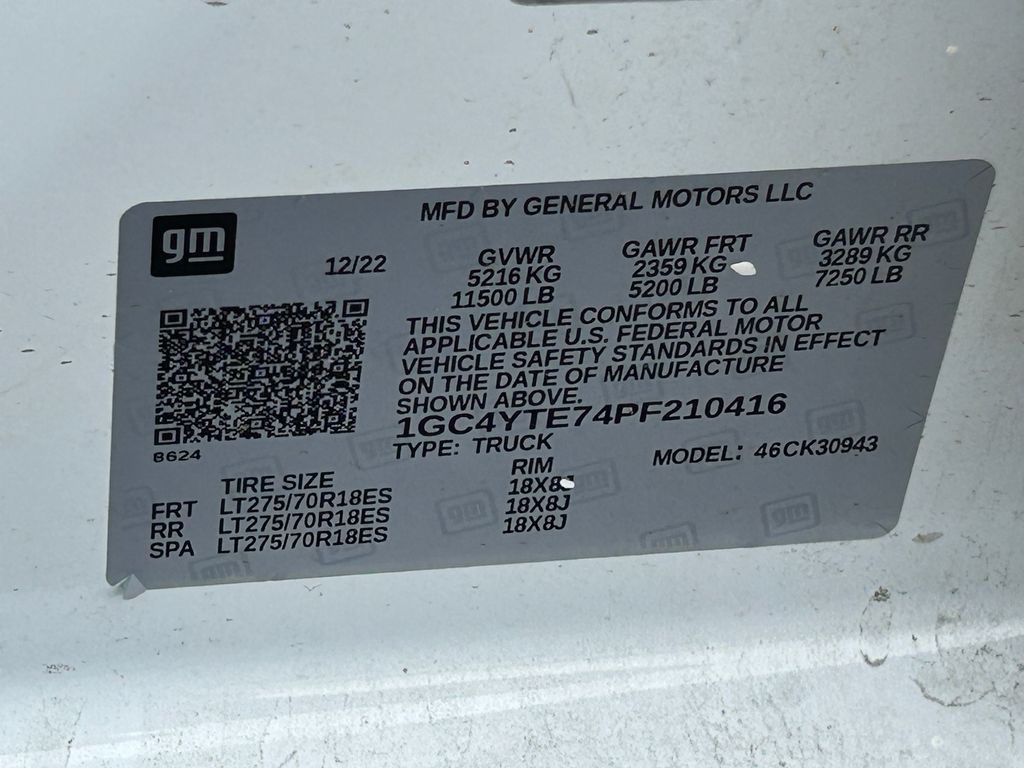 gm
MFD BY GENERAL MOTORS LLC
12/22
GVWR GAWR FRT GAWR RR
5216 KG 2359 KG 3289 KG
11500 LB 5200 LB 7250 LB
THIS VEHICLE CONFORMS TO ALL
APPLICABLE U.S. FEDERAL MOTOR
VEHICLE SAFETY STANDARDS IN EFFECT
ON THE DATE OF MANUFACTURE
SHOWN ABOVE.
1GC4YTE74PF210416
B624
TYPE: TRUCK MODEL: 46CK30943
TIRE SIZE RIM
FRT LT275/70R18ES 18X8J
RR LT275/70R18ES 18X8J
SPA LT275/70R18ES 18X8J